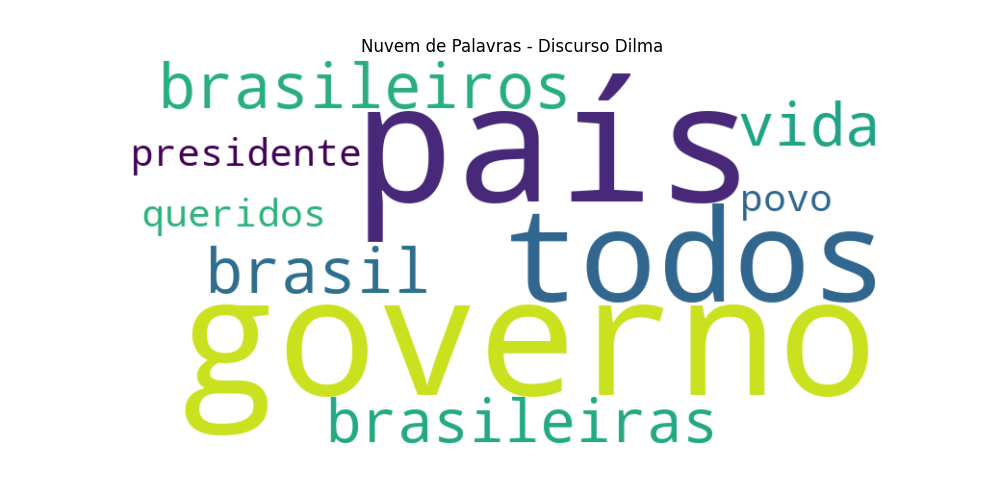 Nuvem de Palavras - Discurso Dilma
brasileiros
país
vida
presidente
povo
queridos
todos
brasil
governo
brasileiras